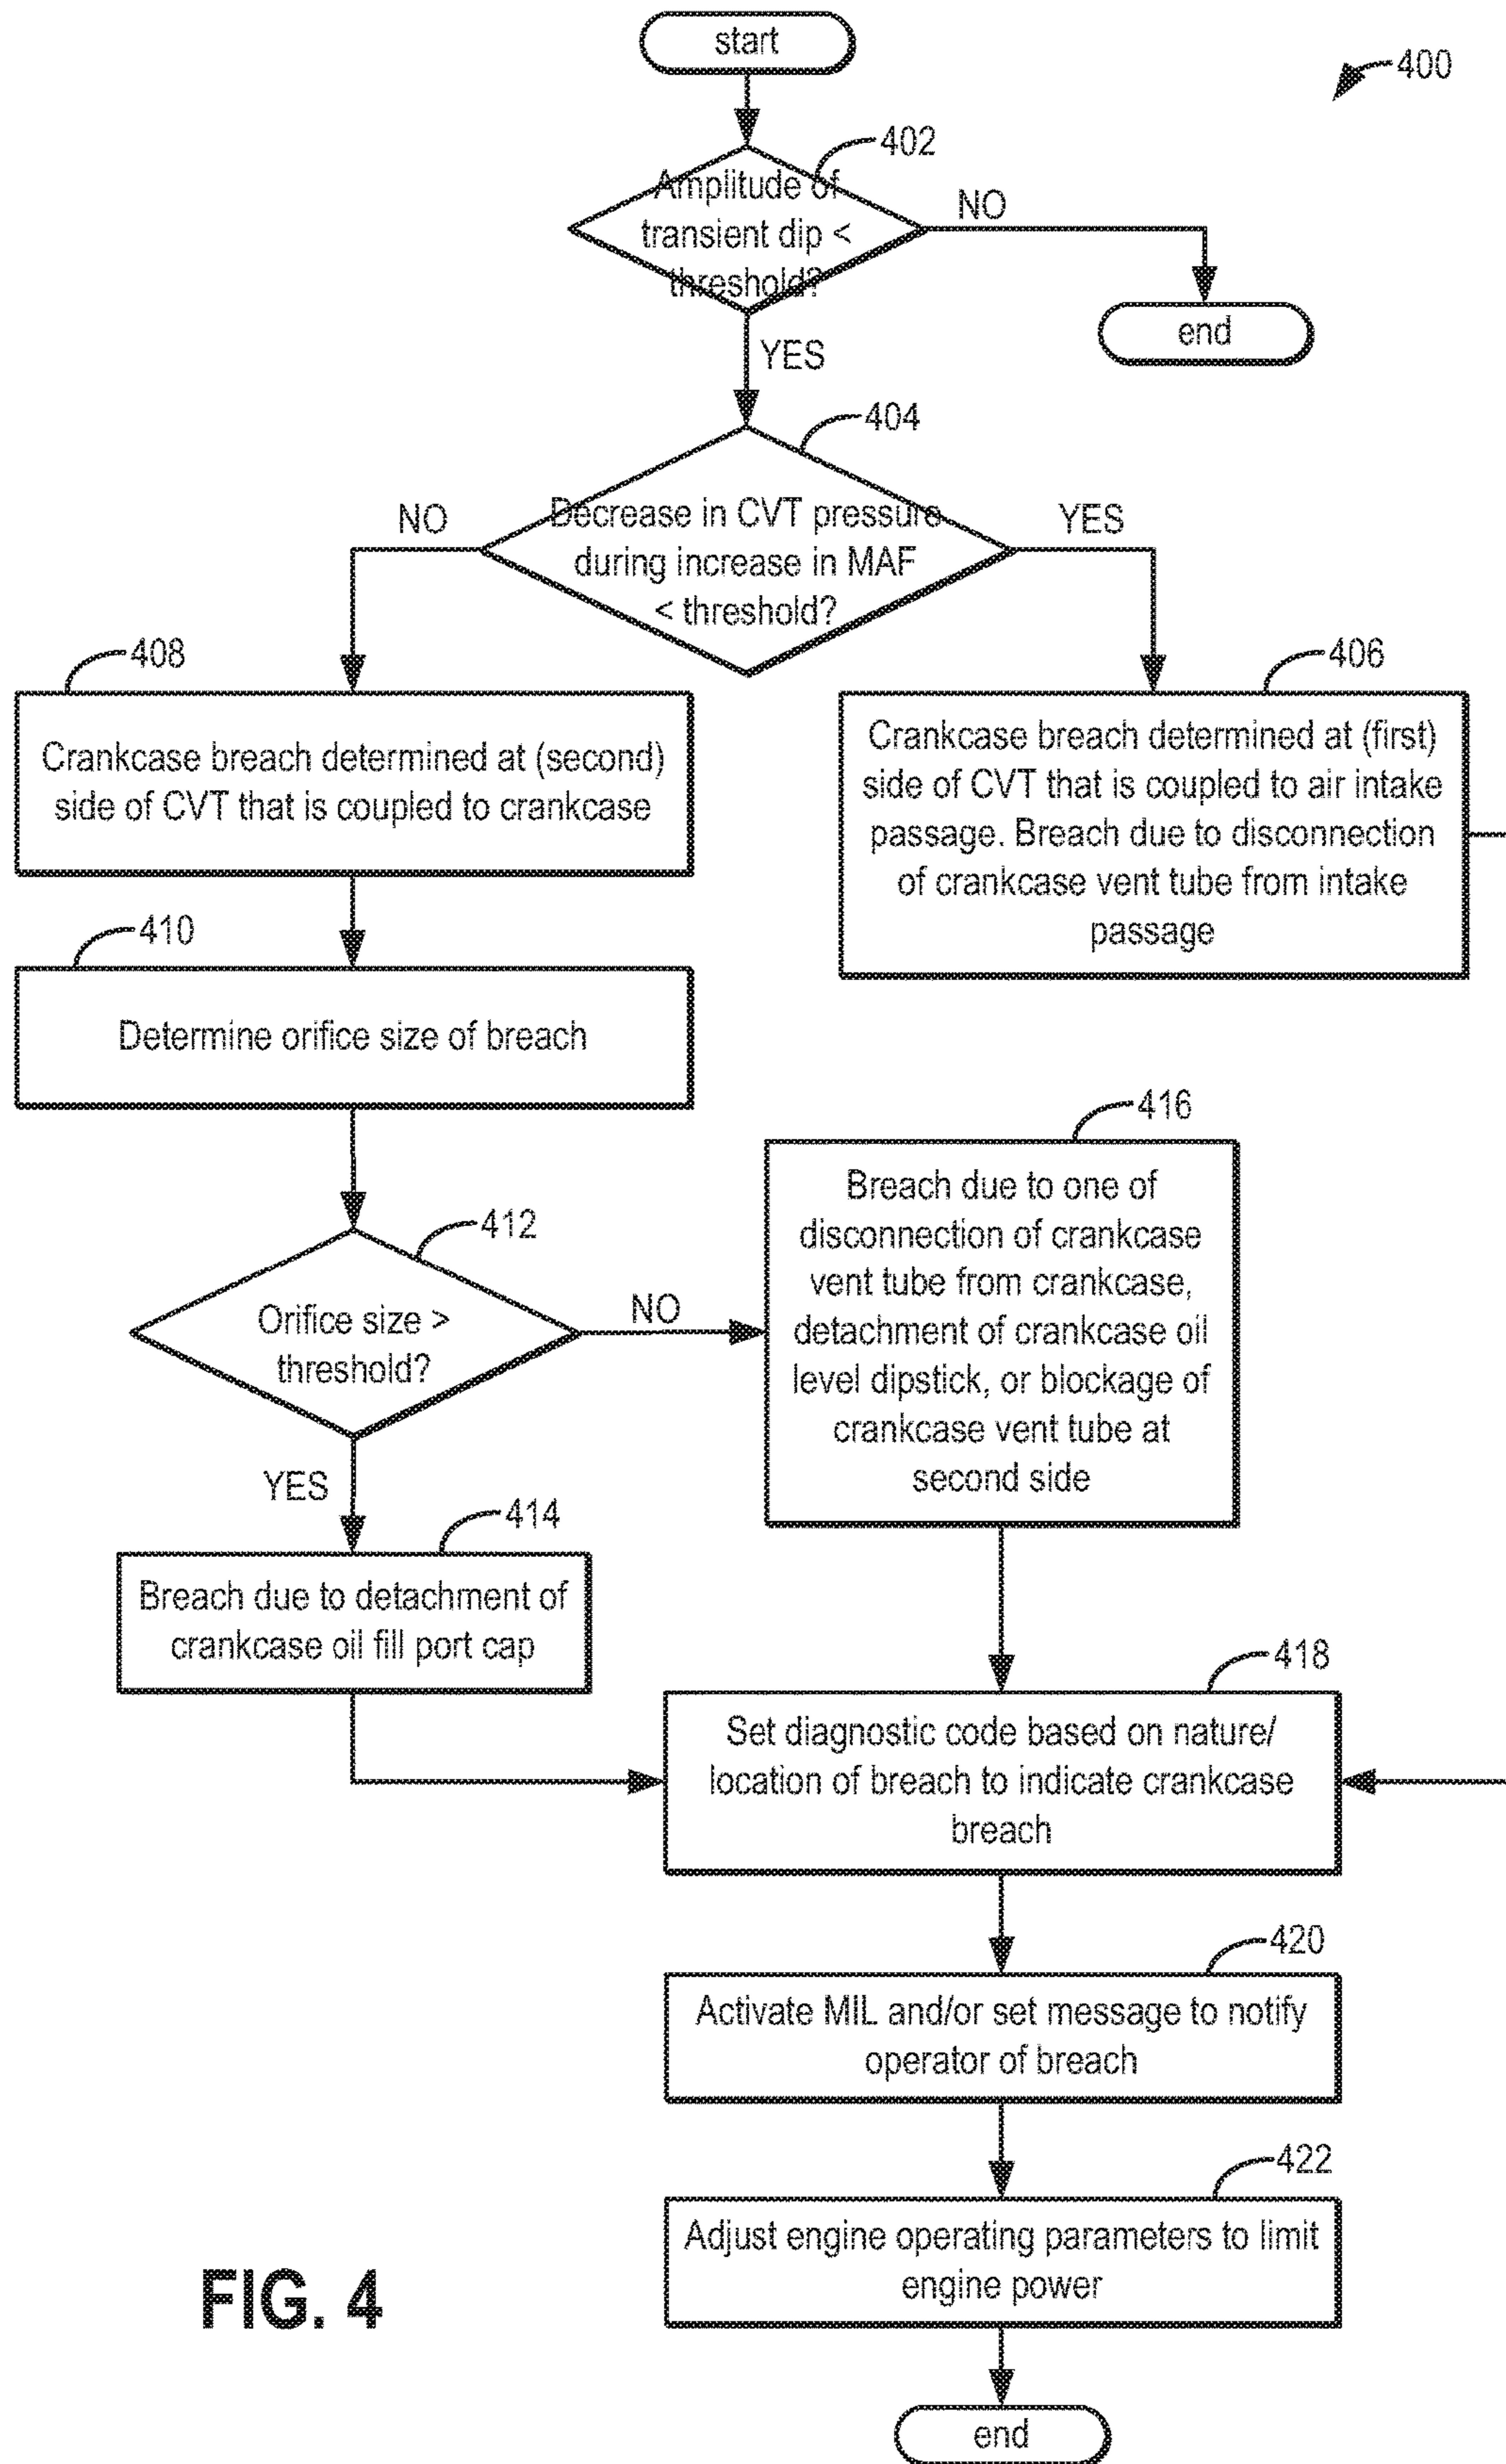 start
400
402
Amplitude of
transient dip <
threshold?
NO
end
YES
404
Decrease in CVT pressure
during increase in MAF
< threshold?
NO
YES
408
Crankcase breach determined at (second)
side of CVT that is coupled to crankcase
406
Crankcase breach determined at (first)
side of CVT that is coupled to air intake
passage. Breach due to disconnection
of crankcase vent tube from intake
passage
410
Determine orifice size of breach
412
Orifice size >
threshold?
NO
416
Breach due to one of
disconnection of crankcase
vent tube from crankcase,
detachment of crankcase oil
level dipstick, or blockage of
crankcase vent tube at
second side
YES
414
Breach due to detachment of
crankcase oil fill port cap
418
Set diagnostic code based on nature/
location of breach to indicate crankcase
breach
420
Activate MIL and/or set message to notify
operator of breach
422
Adjust engine operating parameters to limit
engine power
end
FIG. 4